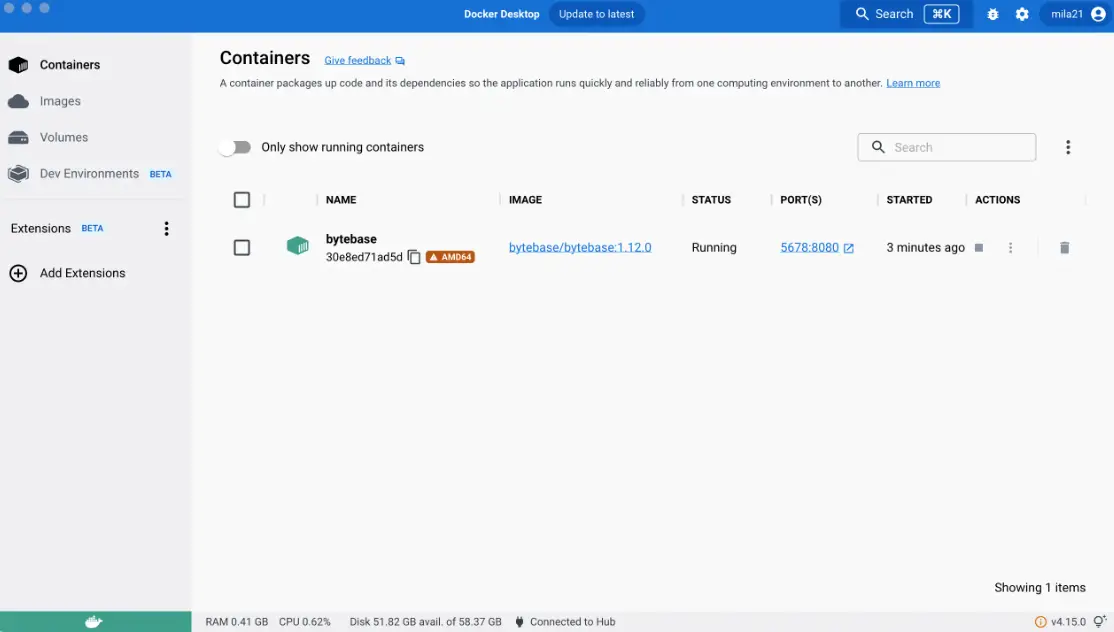 Docker Desktop Update to latest Search ⌘K mila21
Containers
Images
Volumes
Dev Environments BETA
Extensions BETA
Add Extensions
Containers Give feedback
A container packages up code and its dependencies so the application runs quickly and reliably from one computing environment to another. Learn more
Only show running containers Search
NAME IMAGE STATUS PORT(S) STARTED ACTIONS
bytebase
30e8ed71ad5d AMD64 bytebase/bytebase:1.12.0 Running 5678:8080 3 minutes ago
Showing 1 items
RAM 0.41 GB CPU 0.62% Disk 51.82 GB avail. of 58.37 GB Connected to Hub v4.15.0